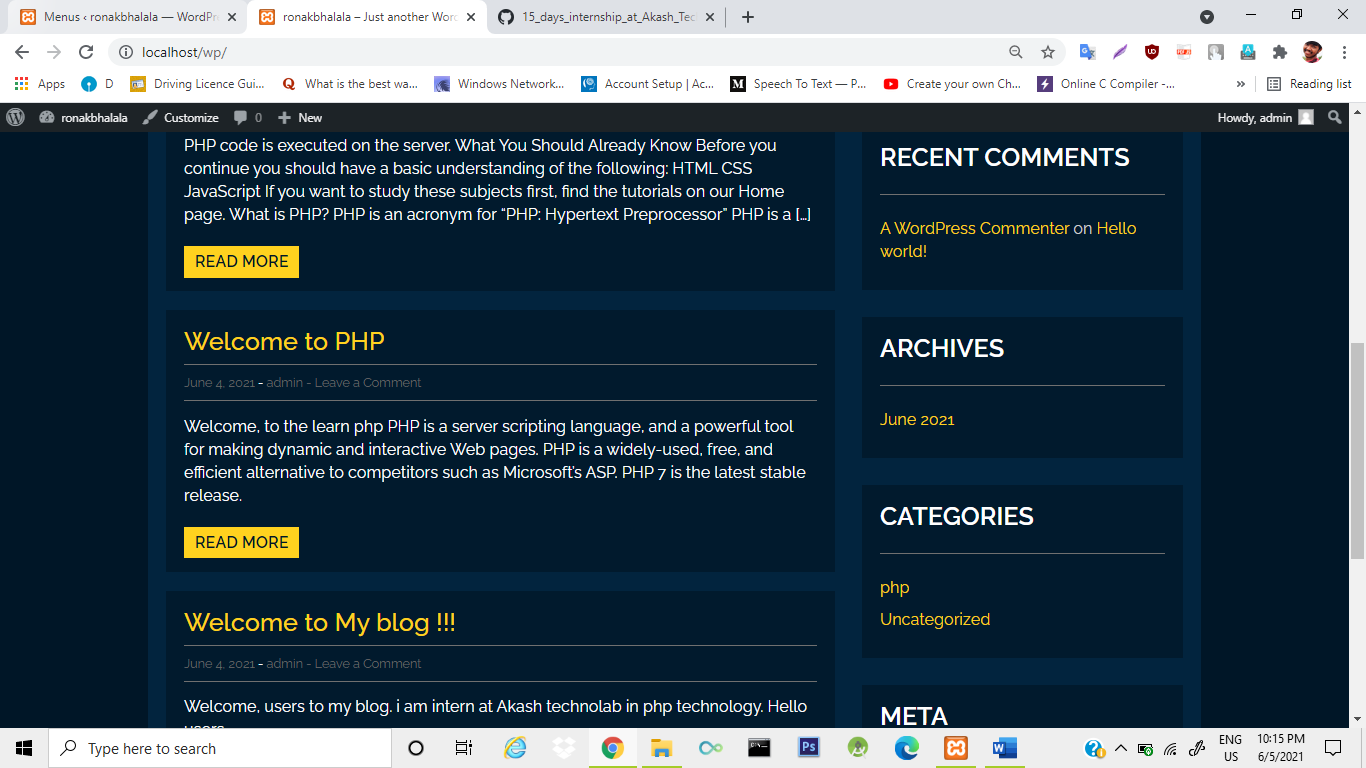 Menus ‹ ronakbhalala — WordPr
ronakbhalala – Just another Wor
15_days_internship_at_Akash_Tec
localhost/wp/
Apps
D
Driving Licence Gui...
What is the best wa...
Windows Network...
Account Setup | Ac...
Speech To Text — P...
Create your own Ch...
Online C Compiler -...
»
Reading list
ronakbhalala
Customize
0
New
Howdy, admin
PHP code is executed on the server. What You Should Already Know Before you
continue you should have a basic understanding of the following: HTML CSS
JavaScript If you want to study these subjects first, find the tutorials on our Home
page. What is PHP? PHP is an acronym for “PHP: Hypertext Preprocessor” PHP is a […]
READ MORE
Welcome to PHP
June 4, 2021 - admin - Leave a Comment
Welcome, to the learn php PHP is a server scripting language, and a powerful tool
for making dynamic and interactive Web pages. PHP is a widely-used, free, and
efficient alternative to competitors such as Microsoft’s ASP. PHP 7 is the latest stable
release.
READ MORE
Welcome to My blog !!!
June 4, 2021 - admin - Leave a Comment
Welcome, users to my blog. i am intern at Akash technolab in php technology. Hello
users
RECENT COMMENTS
A WordPress Commenter on Hello
world!
ARCHIVES
June 2021
CATEGORIES
php
Uncategorized
META
Type here to search
ENG
US
10:15 PM
6/5/2021